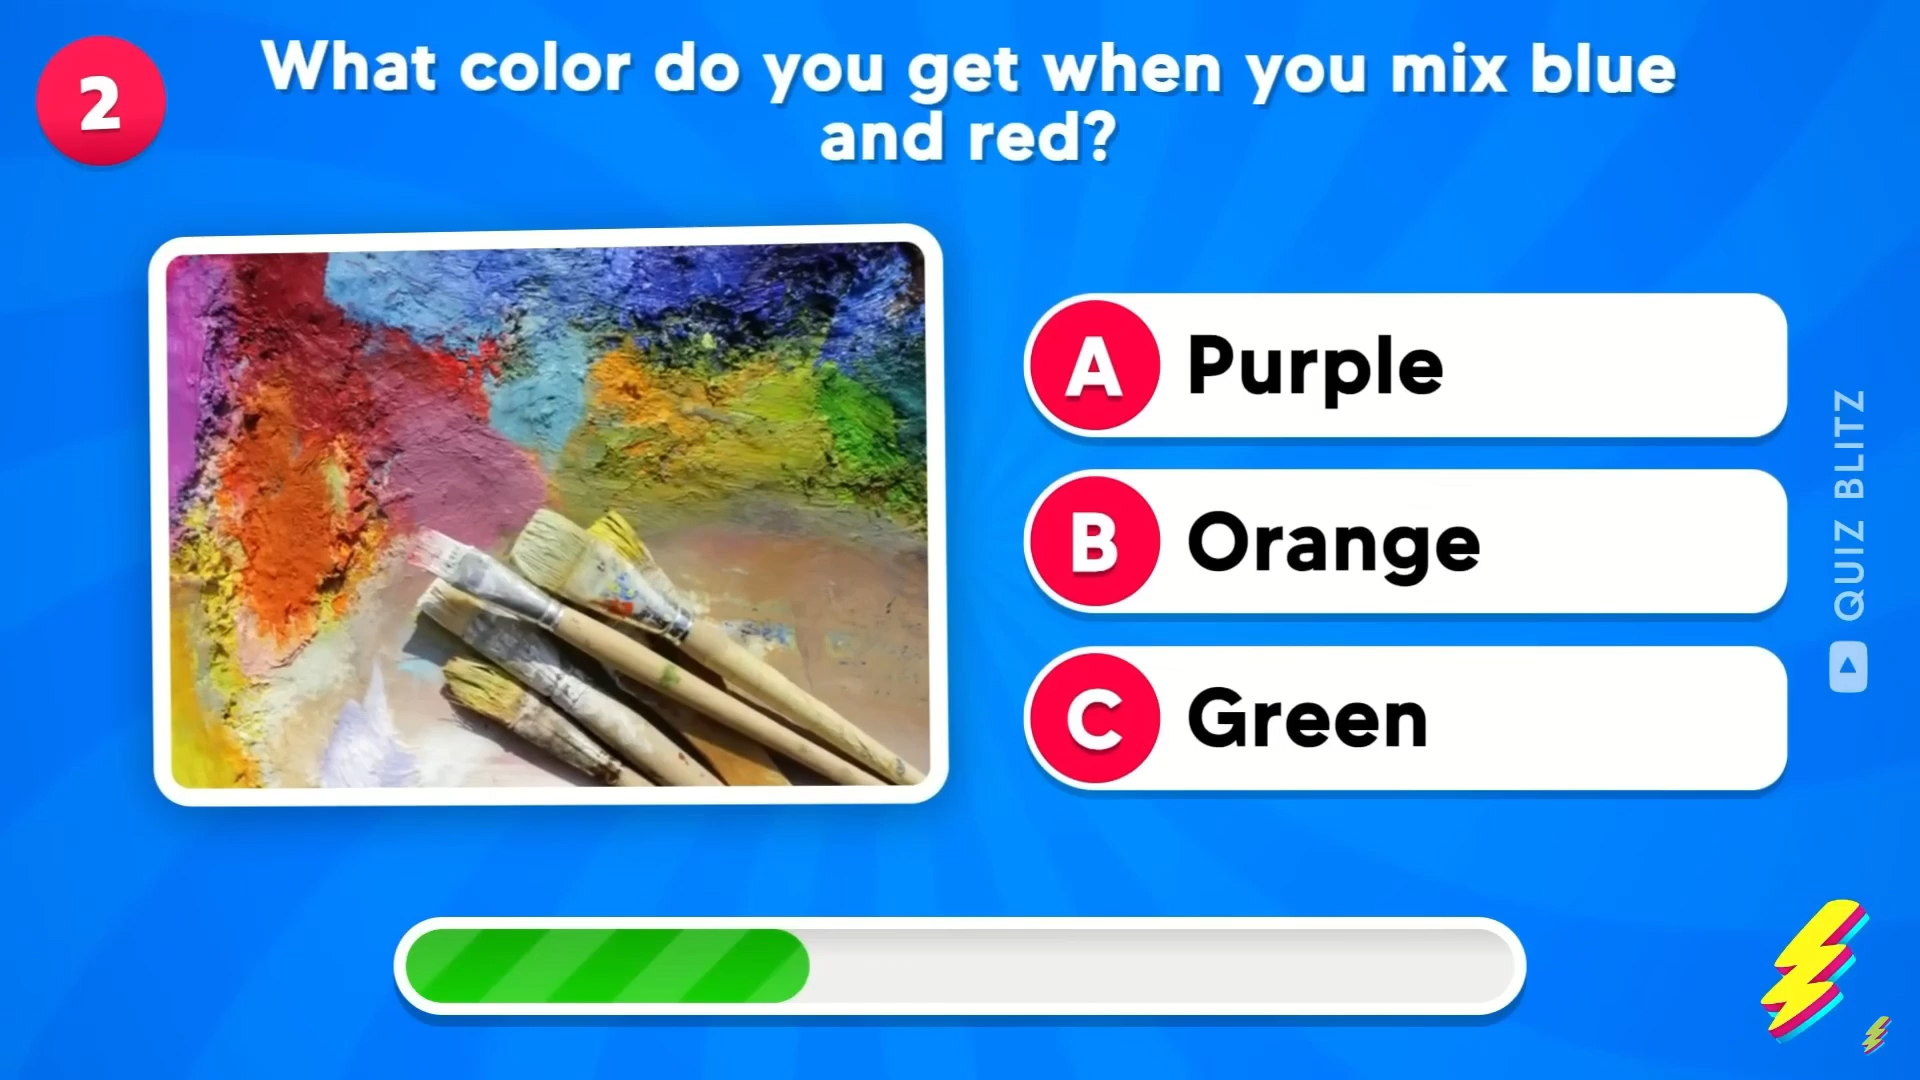 2
What color do you get when you mix blue
and red?
A Purple
B Orange
C Green
QUIZ BLITZ